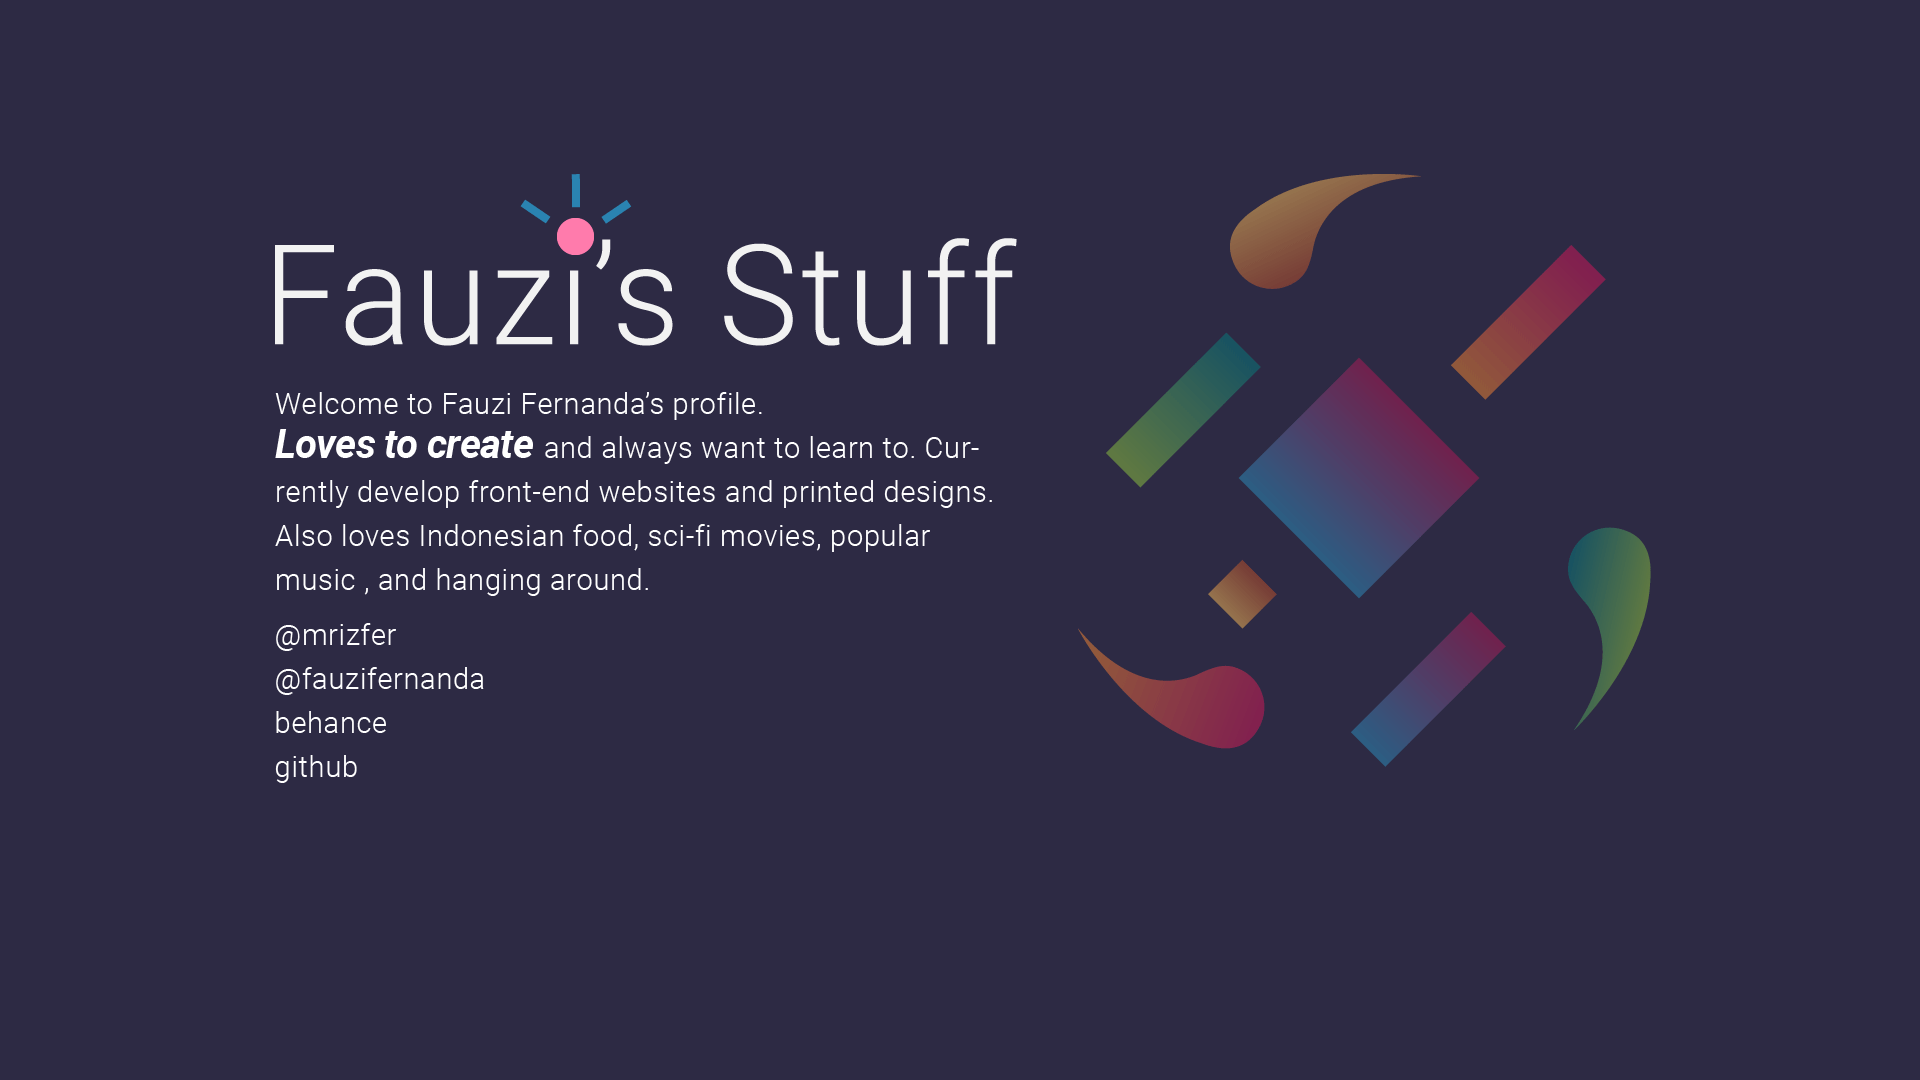 Fauzi’s Stuff
Welcome to Fauzi Fernanda’s profile.
Loves to create and always want to learn to. Cur-
rently develop front-end websites and printed designs.
Also loves Indonesian food, sci-fi movies, popular
music , and hanging around.
@mrizfer
@fauzifernanda
behance
github